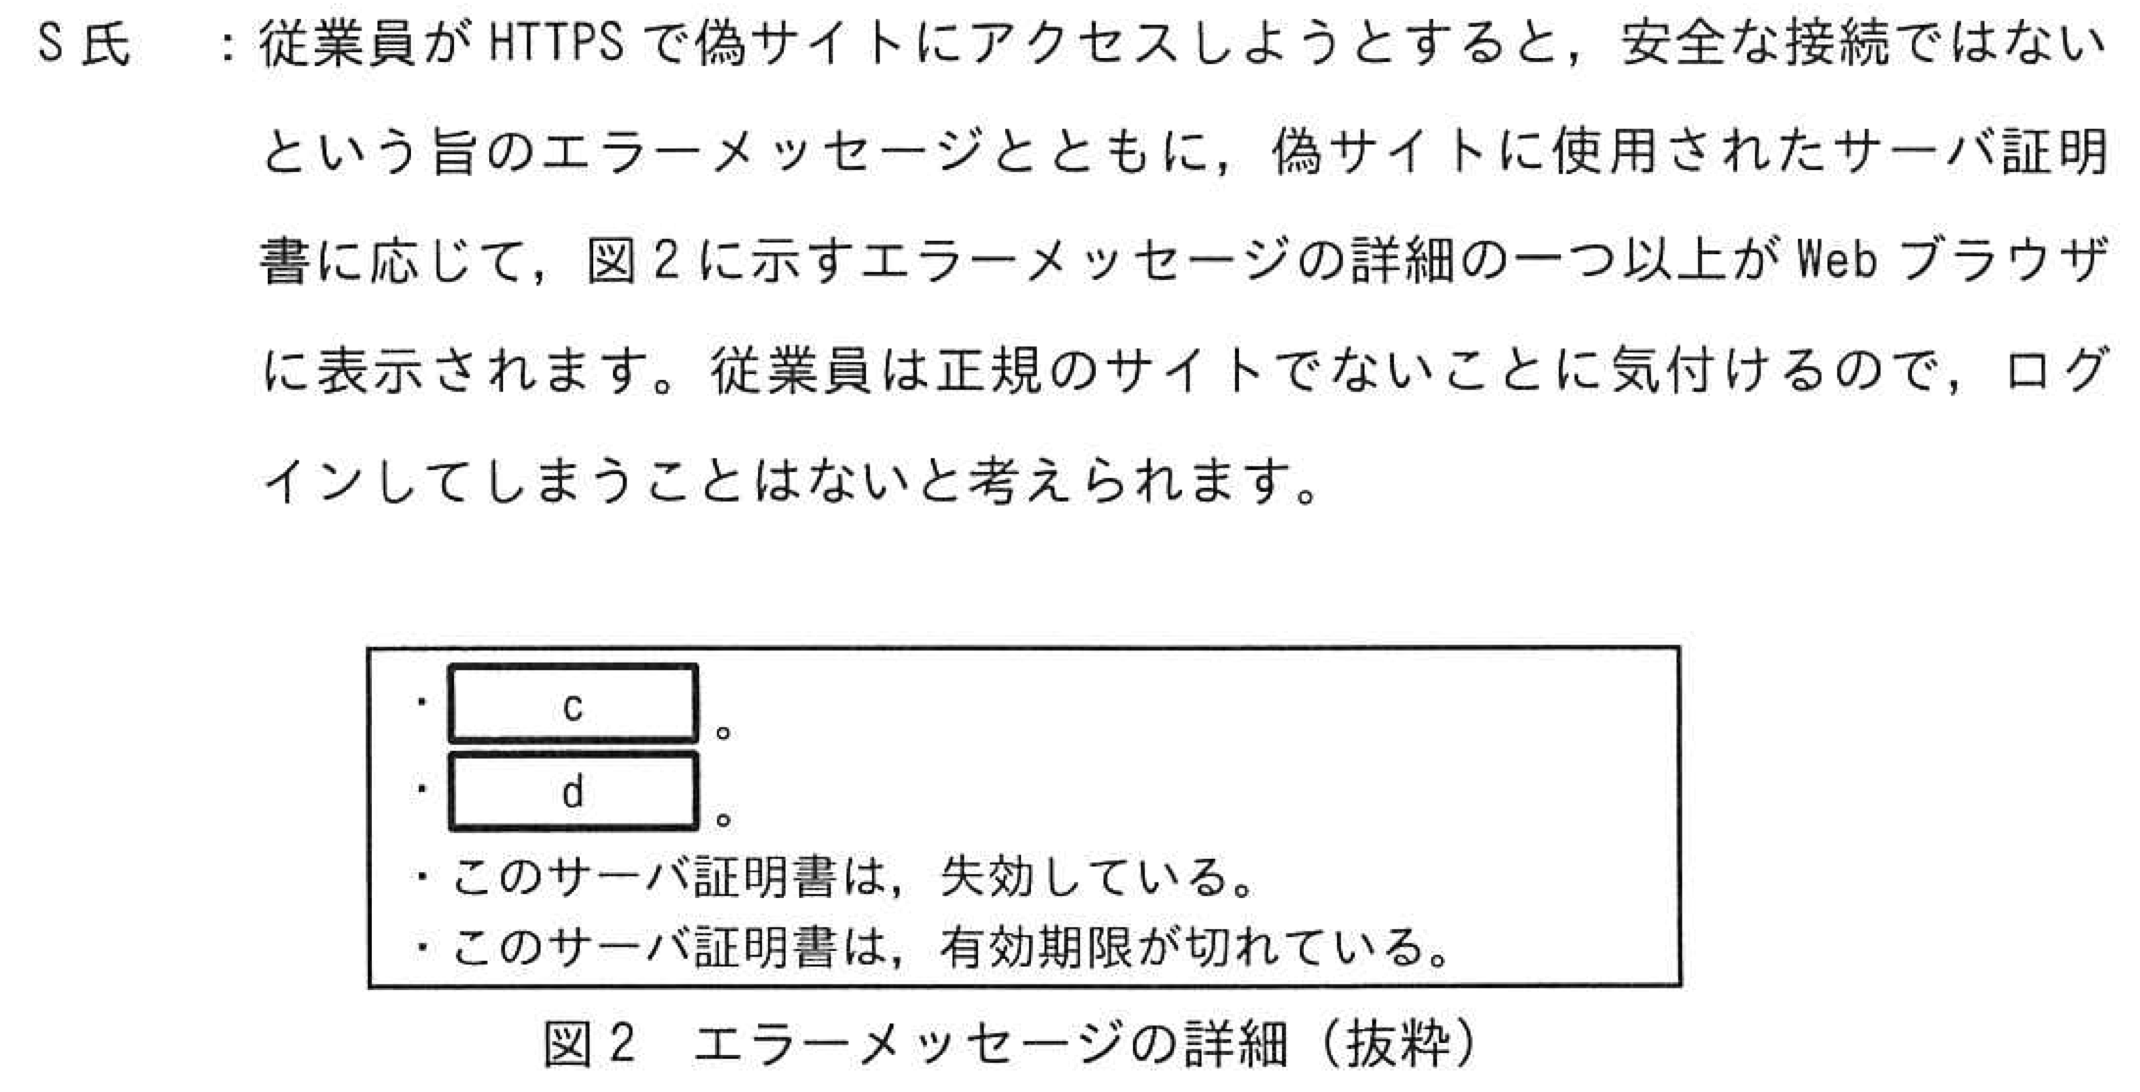 S氏　：従業員がHTTPSで偽サイトにアクセスしようとすると，安全な接続ではない
という旨のエラーメッセージとともに，偽サイトに使用されたサーバ証明
書に応じて，図2に示すエラーメッセージの詳細の一つ以上がWebブラウザ
に表示されます。従業員は正規のサイトでないことに気付けるので，ログ
インしてしまうことはないと考えられます。
・ c 。
・ d 。
・このサーバ証明書は，失効している。
・このサーバ証明書は，有効期限が切れている。
図2　エラーメッセージの詳細（抜粋）